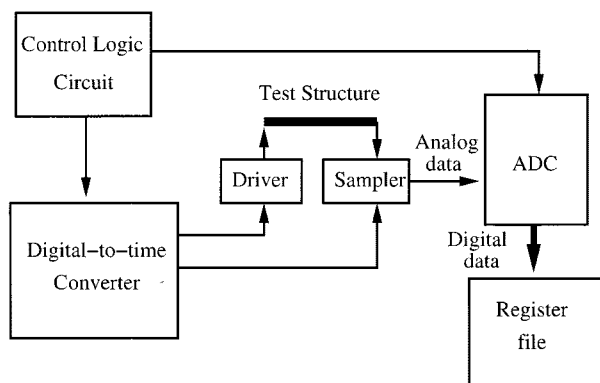 Control Logic
Circuit
Test Structure
Analog
data
ADC
Driver
Sampler
Digital-to-time
Converter
Digital
data
Register
file